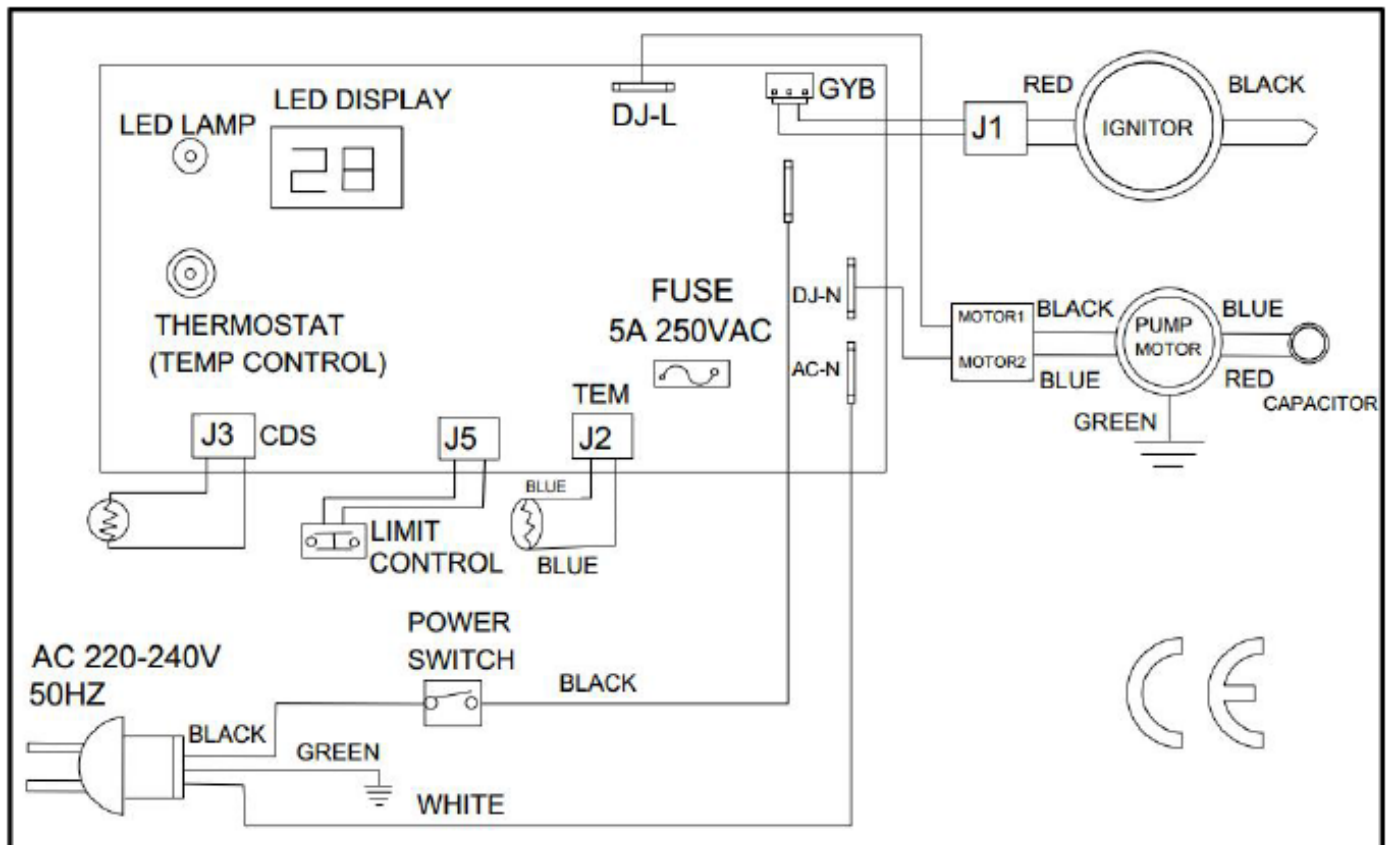 LED DISPLAY
LED LAMP
28
DJ-L
GYB
RED
BLACK
J1
IGNITOR
THERMOSTAT
(TEMP CONTROL)
FUSE
5A 250VAC
DJ-N
AC-N
MOTOR1
MOTOR2
BLACK
BLUE
PUMP
MOTOR
BLUE
RED
CAPACITOR
GREEN
J3
CDS
J5
TEM
J2
LIMIT
CONTROL
BLUE
BLUE
POWER
SWITCH
BLACK
AC 220-240V
50HZ
BLACK
GREEN
WHITE
CE